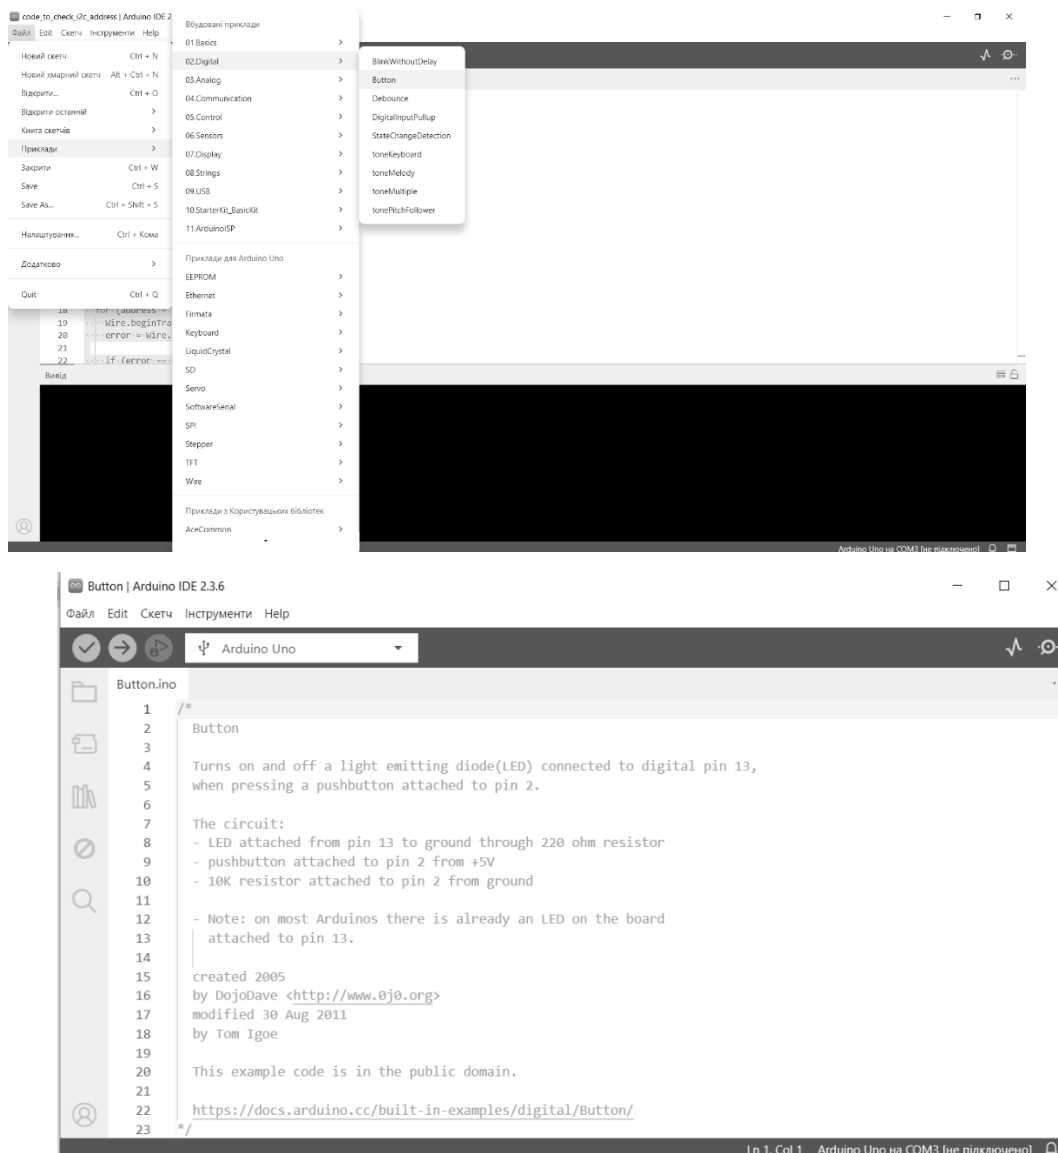 code_to_check_i2c_address | Arduino IDE 2
Файл Edit Скетч Інструменти Help
Новий скетч Ctrl + N
Новий хмарний скетч Alt + Ctrl + N
Відкрити... Ctrl + O
Відкрити останній
Книга скетчів
Приклади
Закрити Ctrl + W
Save Ctrl + S
Save As... Ctrl + Shift + S
Налаштування... Ctrl + Кома
Додатково
Quit Ctrl + Q
Вбудовані приклади
01.Basics
02.Digital
03.Analog
04.Communication
05.Control
06.Sensors
07.Display
08.Strings
09.USB
10.StarterKit_BasicKit
11.ArduinoISP
Приклади для Arduino Uno
EEPROM
Ethernet
Firmata
Keyboard
LiquidCrystal
SD
Servo
SoftwareSerial
SPI
Stepper
TFT
Wire
Приклади з Користувацьких бібліотек
AceCommon
BlinkWithoutDelay
Button
Debounce
DigitalInputPullup
StateChangeDetection
toneKeyboard
toneMelody
toneMultiple
tonePitchFollower
18 for (address =
19 Wire.beginTra
20 error = Wire.
21
22 if (error ==
Вивід
Arduino Uno на COM3 [не підключено]
Button | Arduino IDE 2.3.6
Файл Edit Скетч Інструменти Help
Arduino Uno
Button.ino
1 /*
2 Button
3
4 Turns on and off a light emitting diode(LED) connected to digital pin 13,
5 when pressing a pushbutton attached to pin 2.
6
7 The circuit:
8 - LED attached from pin 13 to ground through 220 ohm resistor
9 - pushbutton attached to pin 2 from +5V
10 - 10K resistor attached to pin 2 from ground
11
12 - Note: on most Arduinos there is already an LED on the board
13 attached to pin 13.
14
15 created 2005
16 by DojoDave <http://www.0j0.org>
17 modified 30 Aug 2011
18 by Tom Igoe
19
20 This example code is in the public domain.
21
22 https://docs.arduino.cc/built-in-examples/digital/Button/
23 */
Ln 1, Col 1 Arduino Uno на COM3 [не підключено]